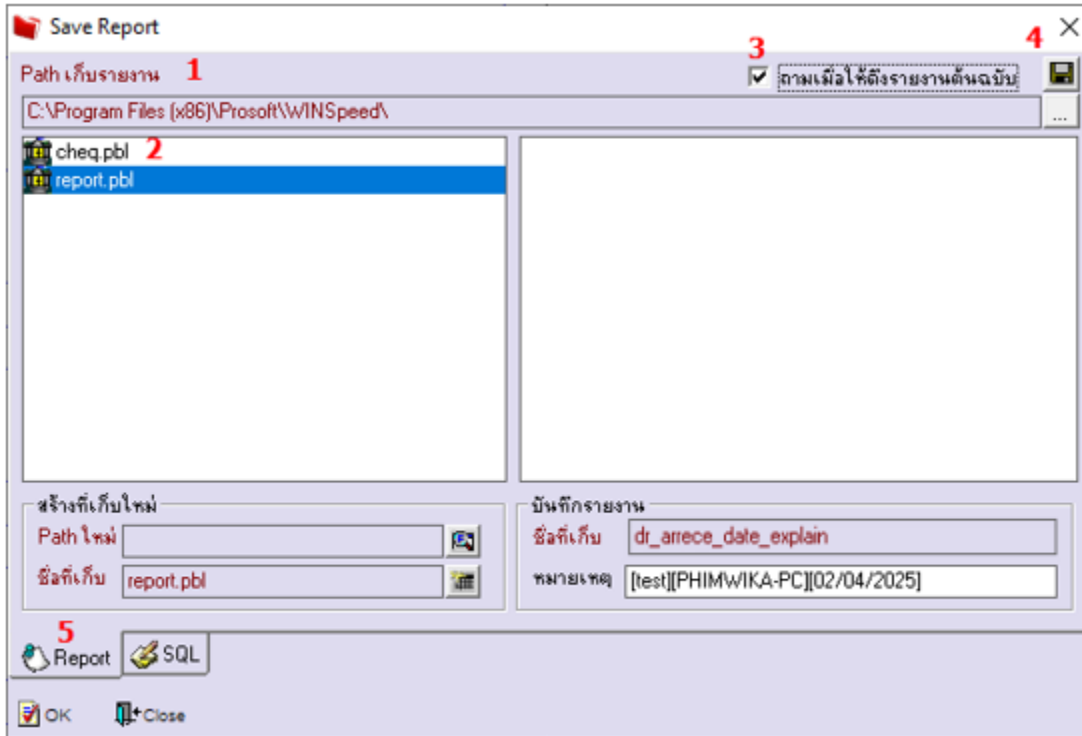 Save Report
4
Path เก็บรายงาน 1
3
ถามเมื่อให้ดึงรายงานต้นฉบับ
C:\Program Files (x86)\Prosoft\WINSpeed\
...
cheq.pbl 2
report.pbl
สร้างที่เก็บใหม่
Path ใหม่
ชื่อที่เก็บ report.pbl
บันทึกรายงาน
ชื่อที่เก็บ dr_arrece_date_explain
หมายเหตุ [test][PHIMWIKA-PC][02/04/2025]
5
Report SQL
OK Close